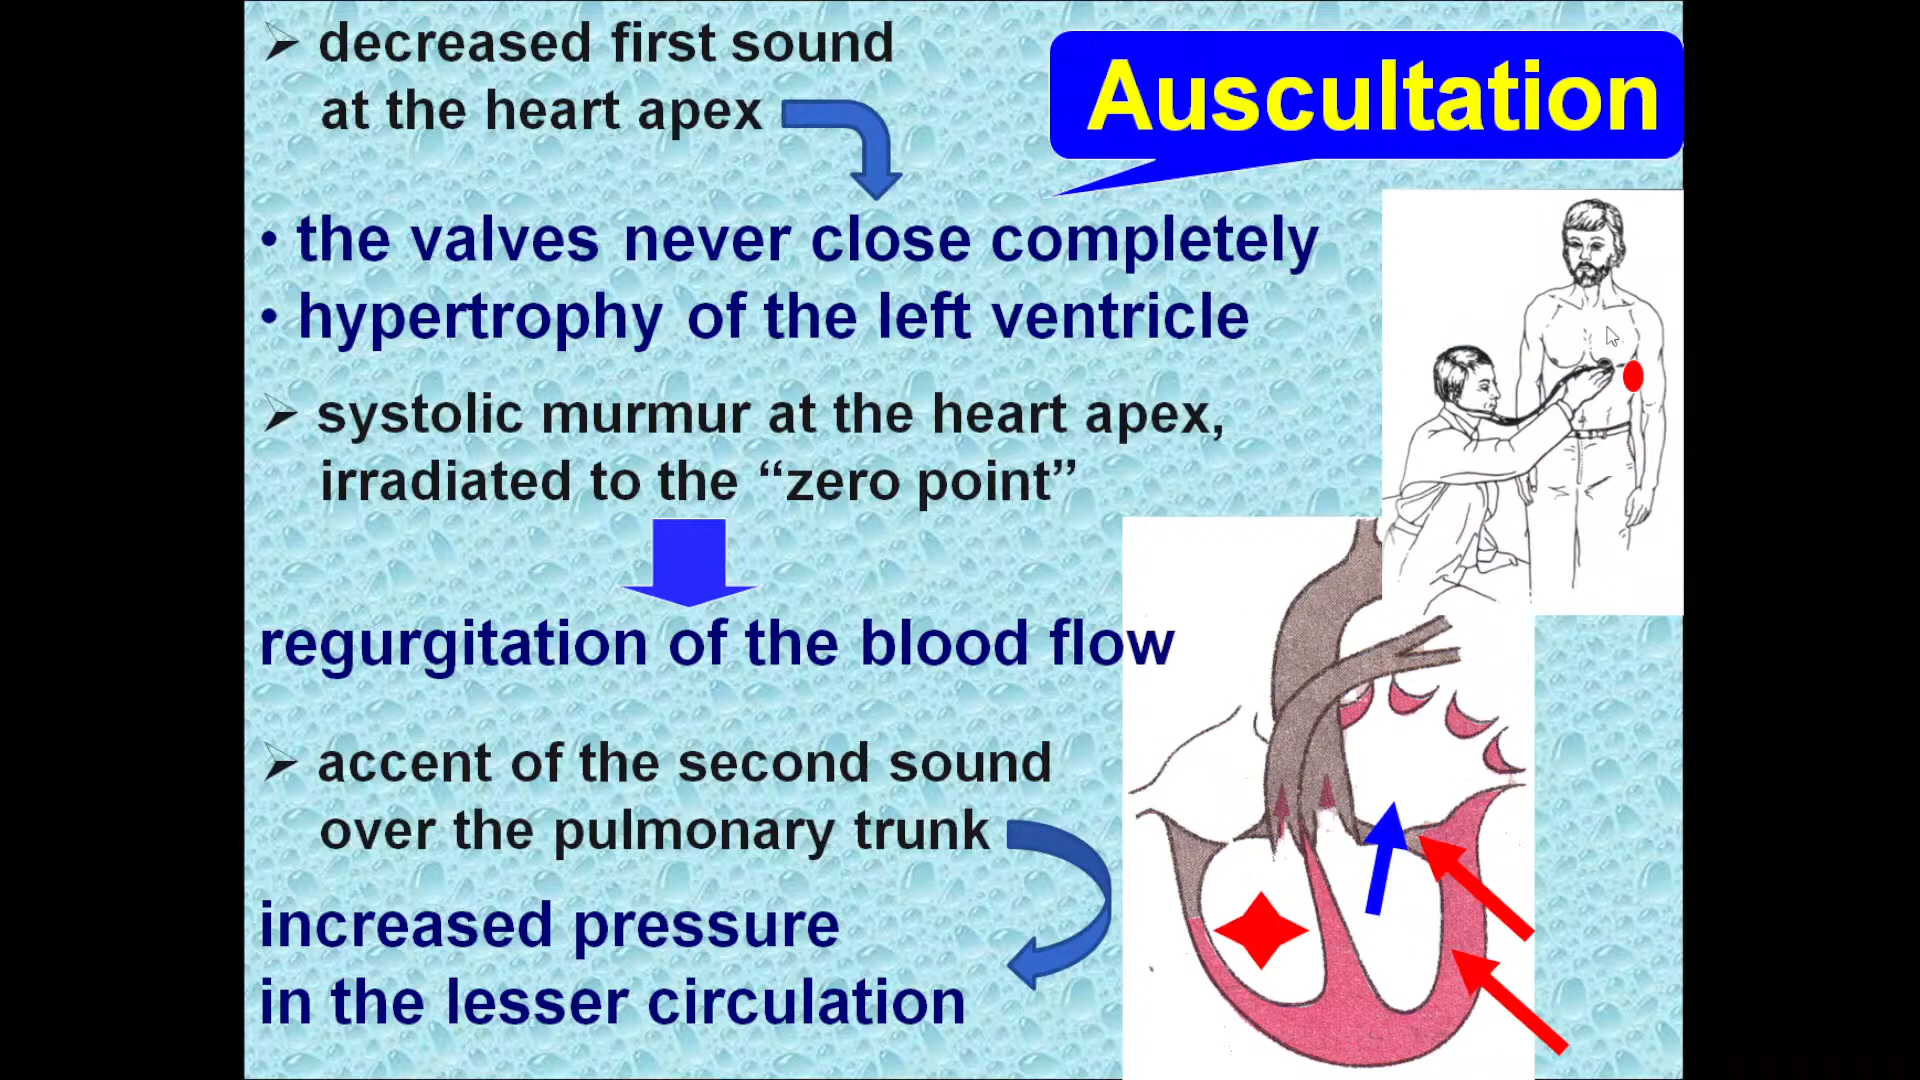 Auscultation
➢ decreased first sound
at the heart apex
• the valves never close completely
• hypertrophy of the left ventricle
➢ systolic murmur at the heart apex,
irradiated to the “zero point”
regurgitation of the blood flow
➢ accent of the second sound
over the pulmonary trunk
increased pressure
in the lesser circulation